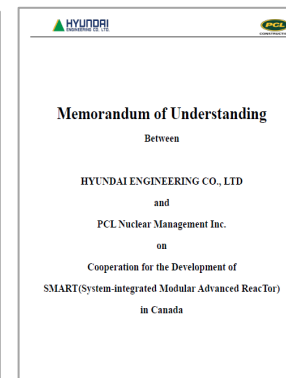 HYUNDAI
ENGINEERING CO., LTD.
PCL
CONSTRUCTION
Memorandum of Understanding
Between
HYUNDAI ENGINEERING CO., LTD
and
PCL Nuclear Management Inc.
on
Cooperation for the Development of
SMART(System-integrated Modular Advanced ReacTor)
in Canada